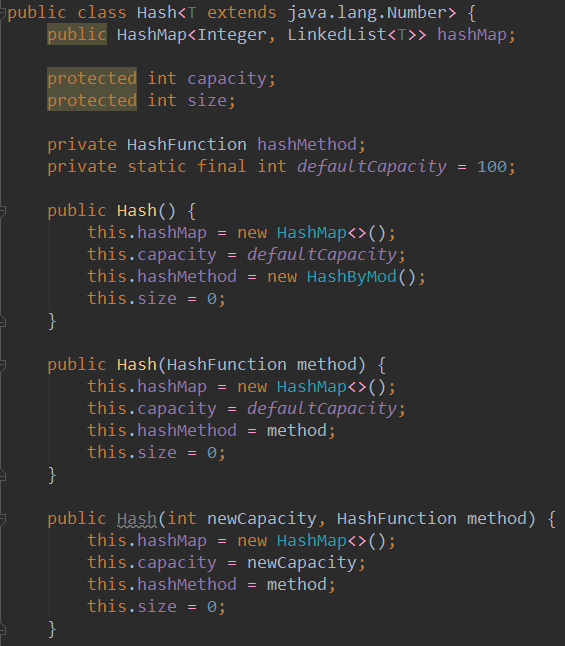 public class Hash<T extends java.lang.Number> {
public HashMap<Integer, LinkedList<T>> hashMap;
protected int capacity;
protected int size;
private HashFunction hashMethod;
private static final int defaultCapacity = 100;
public Hash() {
this.hashMap = new HashMap<>();
this.capacity = defaultCapacity;
this.hashMethod = new HashByMod();
this.size = 0;
}
public Hash(HashFunction method) {
this.hashMap = new HashMap<>();
this.capacity = defaultCapacity;
this.hashMethod = method;
this.size = 0;
}
public Hash(int newCapacity, HashFunction method) {
this.hashMap = new HashMap<>();
this.capacity = newCapacity;
this.hashMethod = method;
this.size = 0;
}